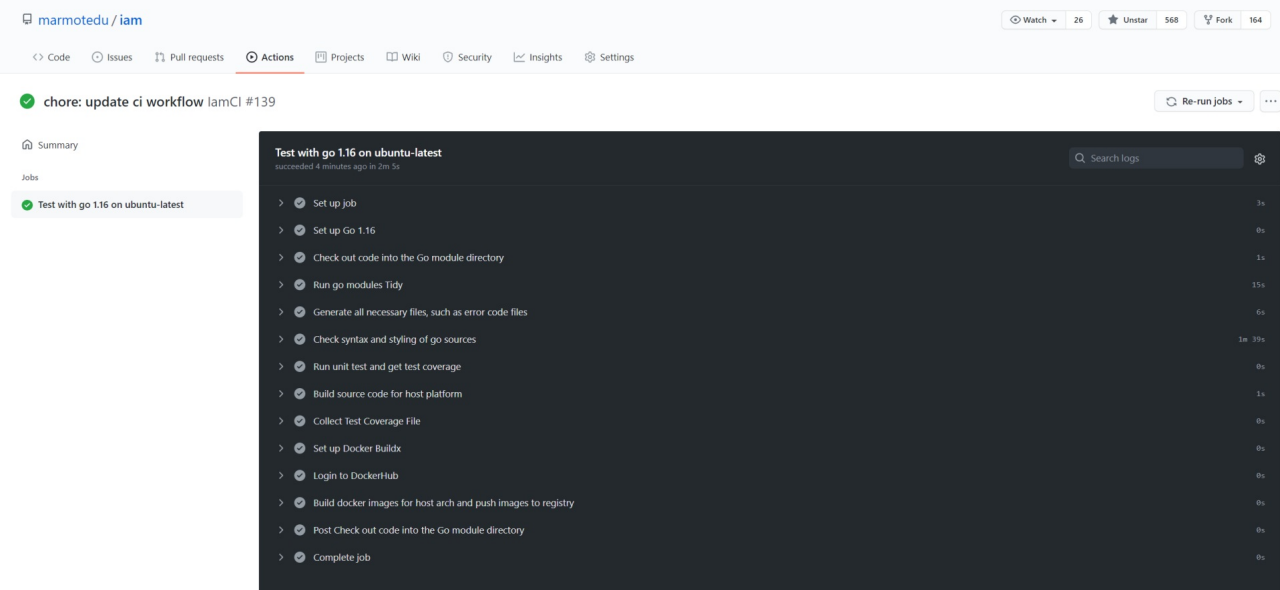 marmotedu / iam
Watch 26 Unstar 568 Fork 164
Code Issues Pull requests Actions Projects Wiki Security Insights Settings
chore: update ci workflow IamCI #139
Re-run jobs
Summary
Jobs
Test with go 1.16 on ubuntu-latest
Test with go 1.16 on ubuntu-latest
succeeded 4 minutes ago in 2m 5s
Search logs
Set up job 3s
Set up Go 1.16 0s
Check out code into the Go module directory 1s
Run go modules Tidy 15s
Generate all necessary files, such as error code files 6s
Check syntax and styling of go sources 1m 39s
Run unit test and get test coverage 0s
Build source code for host platform 1s
Collect Test Coverage File 0s
Set up Docker Buildx 0s
Login to DockerHub 0s
Build docker images for host arch and push images to registry 0s
Post Check out code into the Go module directory 0s
Complete job 0s